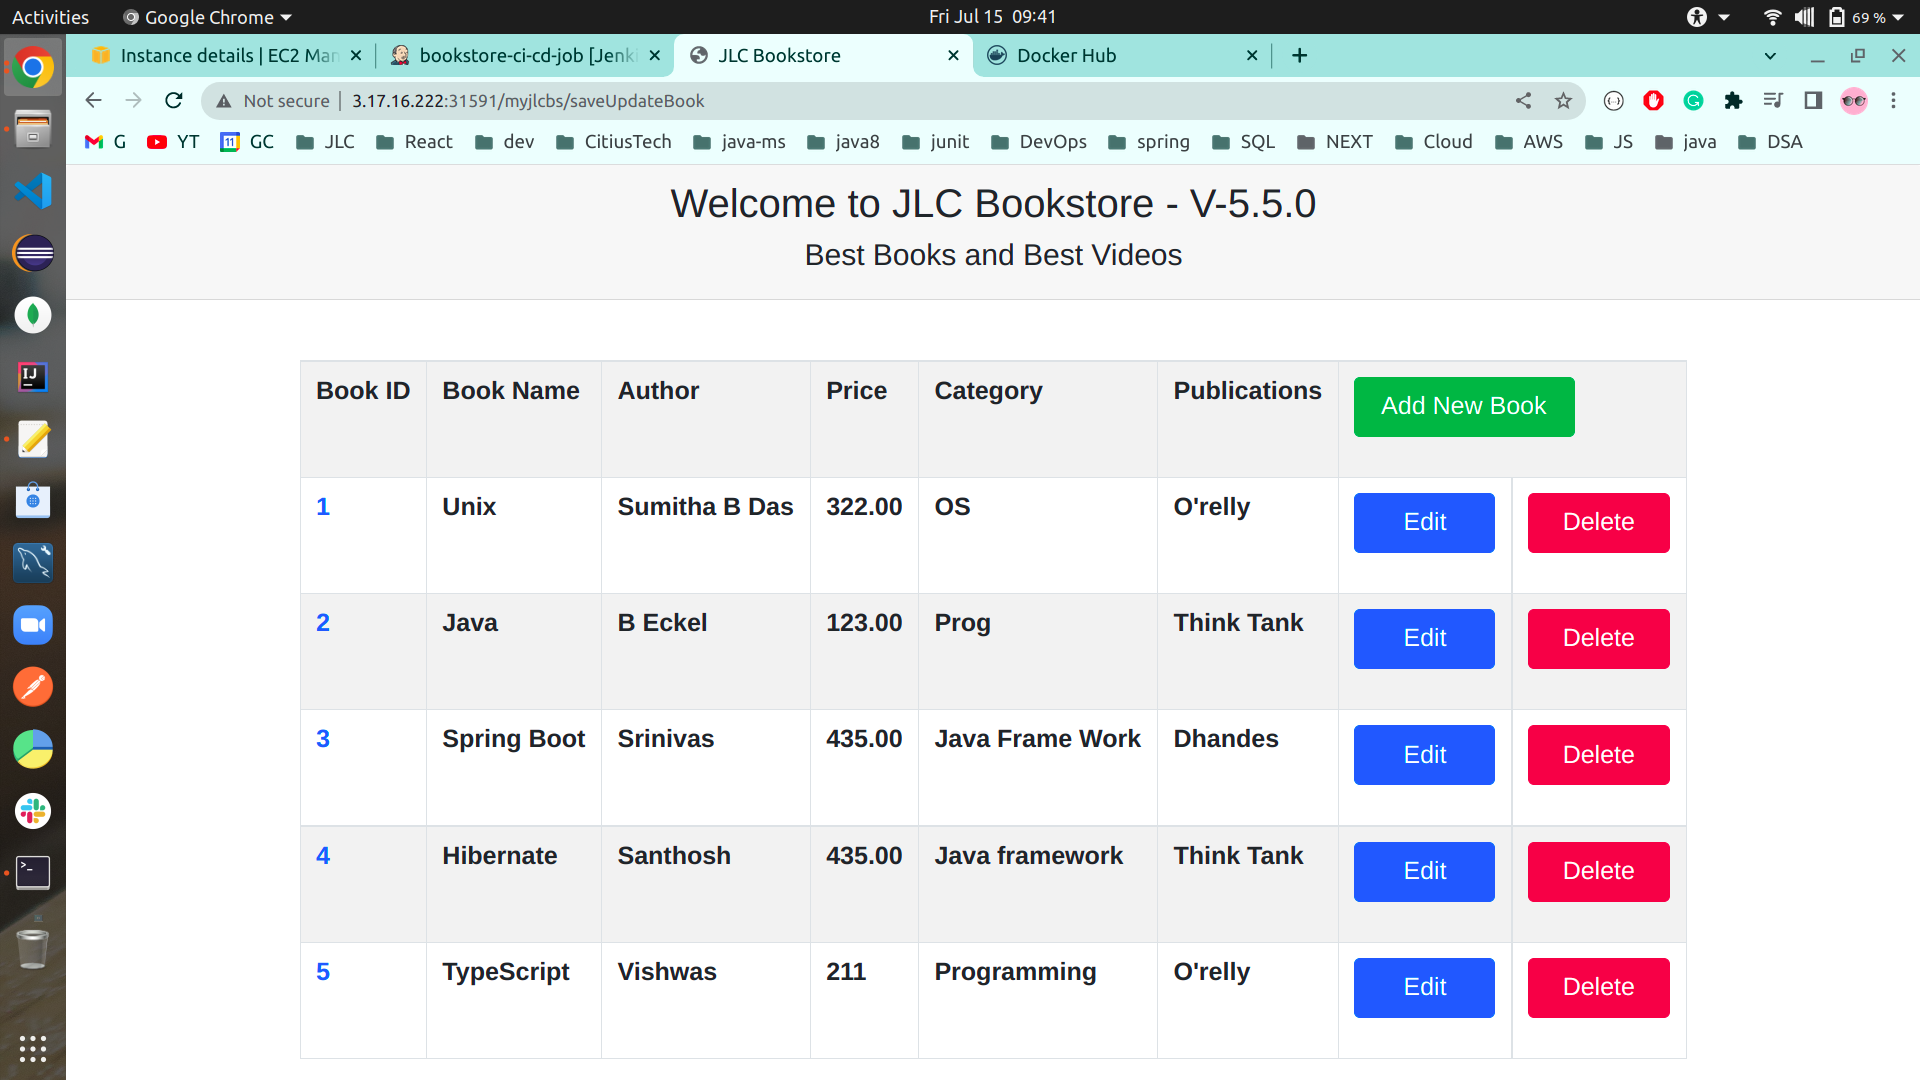 Activities Google Chrome Fri Jul 15 09:41 69 %
Instance details | EC2 Man bookstore-ci-cd-job [Jenki JLC Bookstore Docker Hub
Not secure 3.17.16.222:31591/myjlcbs/saveUpdateBook
G YT 11 GC JLC React dev CitiusTech java-ms java8 junit DevOps spring SQL NEXT Cloud AWS JS java DSA
Welcome to JLC Bookstore - V-5.5.0
Best Books and Best Videos
Book ID Book Name Author Price Category Publications Add New Book
1 Unix Sumitha B Das 322.00 OS O'relly Edit Delete
2 Java B Eckel 123.00 Prog Think Tank Edit Delete
3 Spring Boot Srinivas 435.00 Java Frame Work Dhandes Edit Delete
4 Hibernate Santhosh 435.00 Java framework Think Tank Edit Delete
5 TypeScript Vishwas 211 Programming O'relly Edit Delete
IJ